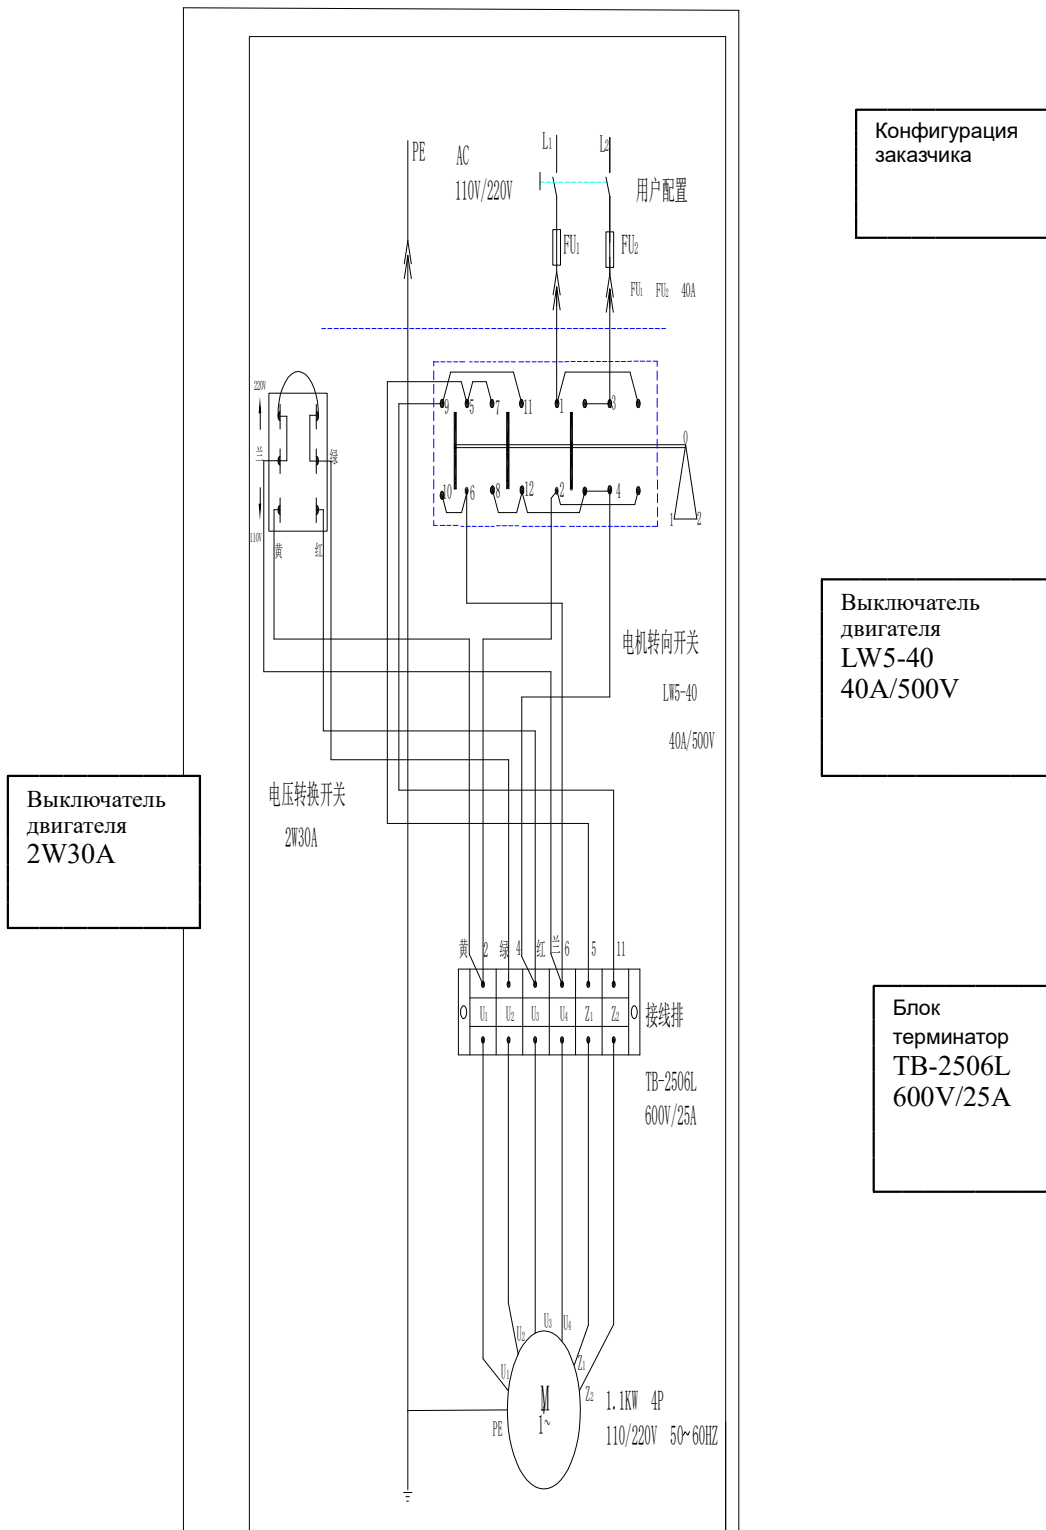 L1
L2
PE
AC
110V/220V
用户配置
Конфигурация
заказчика
FU1
FU2
FU1 FU2 40A
220V
兰
绿
110V
黄
红
9
5
7
11
1
3
10
6
8
12
2
4
0
1
2
电机转向开关
LW5-40
40A/500V
Выключатель
двигателя
LW5-40
40A/500V
电压转换开关
2W30A
Выключатель
двигателя
2W30A
黄 2 绿 4 红 兰 6 5 11
U1 U2 U3 U4 Z1 Z2
接线排
TB-2506L
600V/25A
Блок
терминатор
TB-2506L
600V/25A
U1
U2
U3
U4
Z1
Z2
M
1~
PE
1.1KW 4P
110/220V 50~60HZ